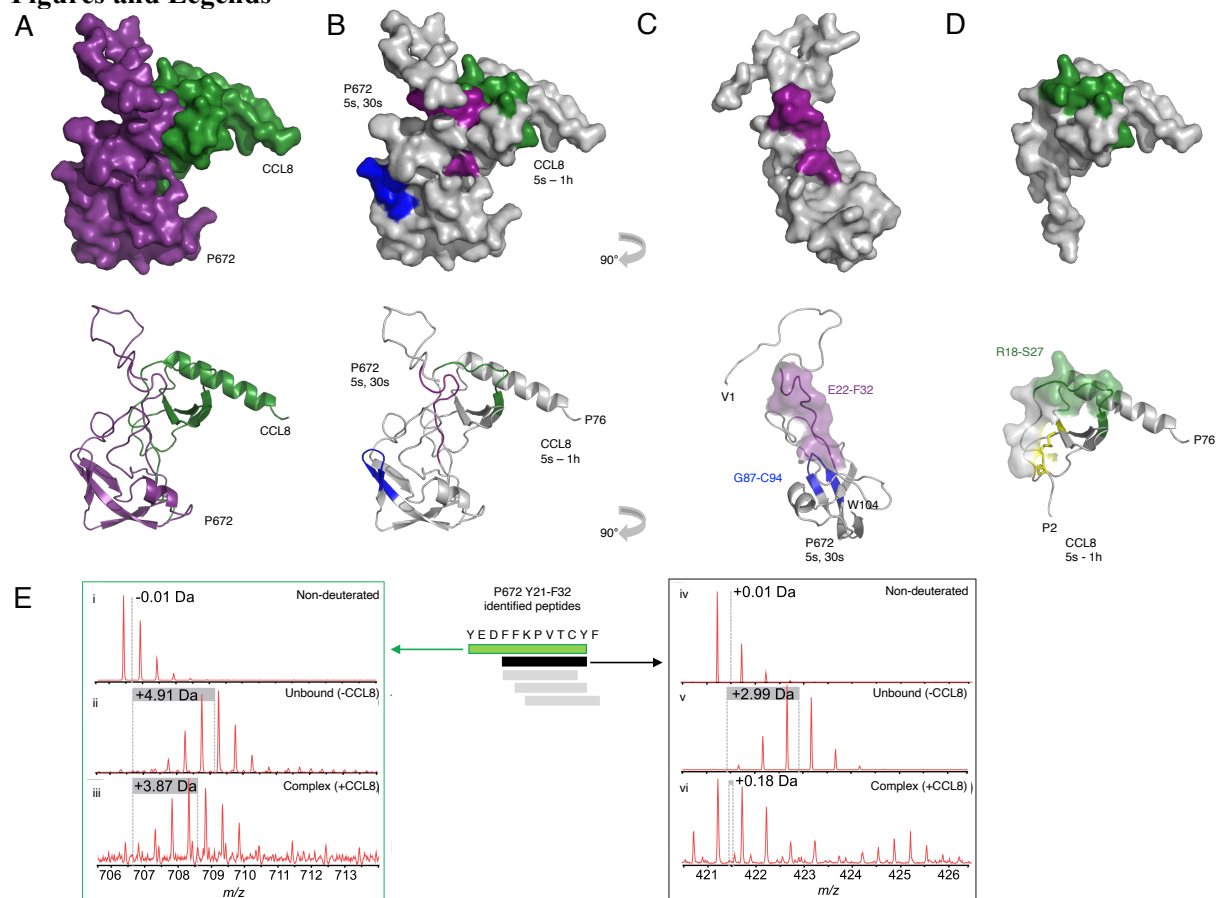 Figures and Legends
A
B
C
D
P672
5s, 30s
CCL8
CCL8
5s – 1h
P672
90°
P672
5s, 30s
R18-S27
E22-F32
V1
P76
P76
CCL8
CCL8
5s – 1h
G87-C94
W104
P672
90°
P672
5s, 30s
P2
CCL8
5s - 1h
E
i
-0.01 Da
Non-deuterated
ii
+4.91 Da
Unbound (-CCL8)
iii
+3.87 Da
Complex (+CCL8)
706 707 708 709 710 711 712 713
m/z
P672 Y21-F32
identified peptides
Y E D F F K P V T C Y F
iv
+0.01 Da
Non-deuterated
v
+2.99 Da
Unbound (-CCL8)
vi
+0.18 Da
Complex (+CCL8)
421 422 423 424 425 426
m/z